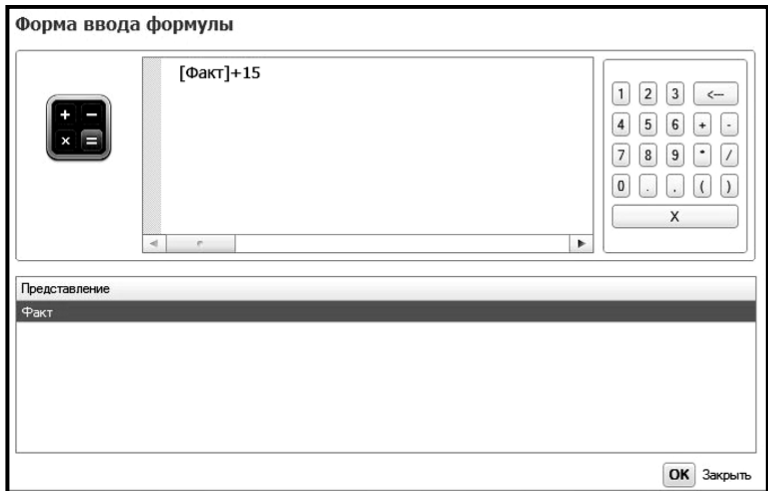 Форма ввода формулы
[Факт]+15
1 2 3 <---
4 5 6 + -
7 8 9 * /
0 . , ( )
X
Представление
Факт
OK Закрыть